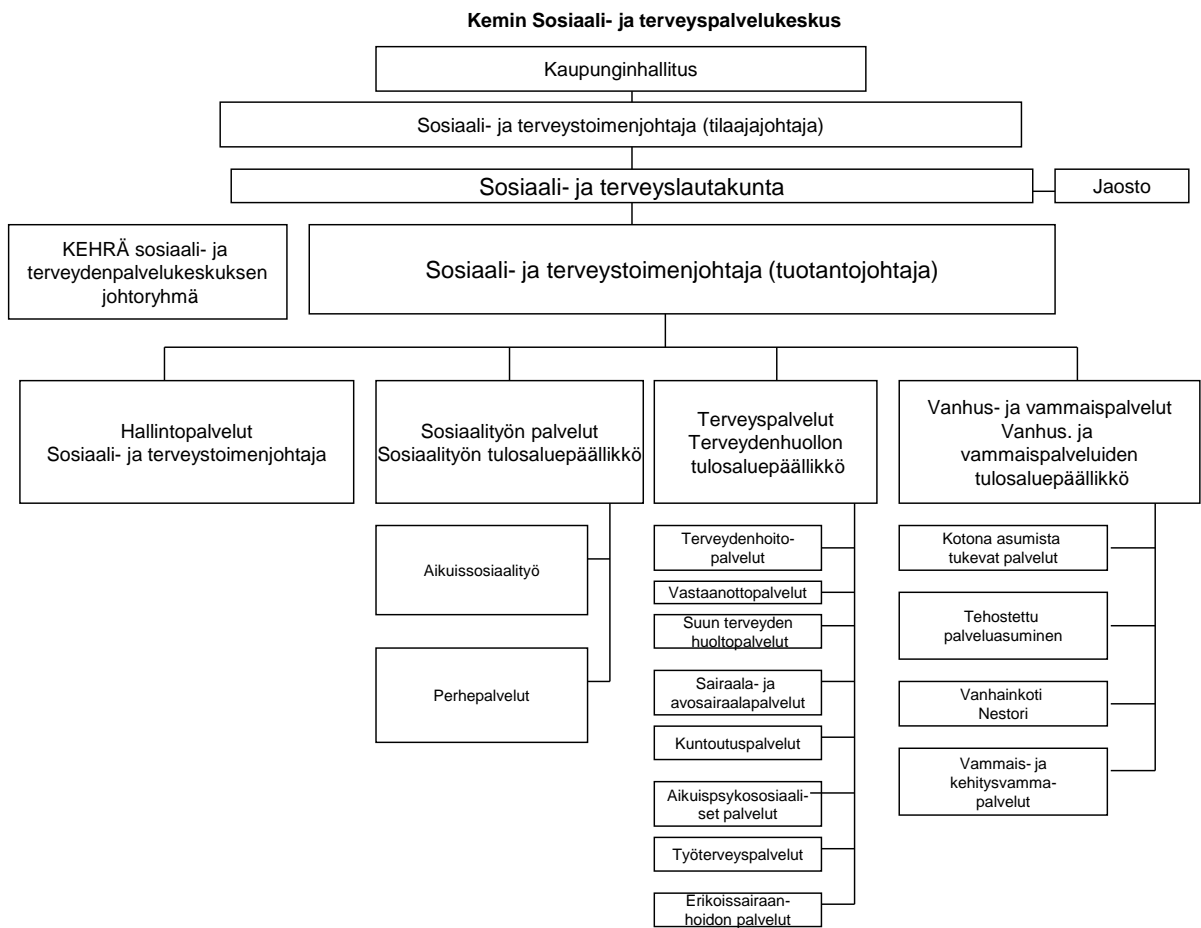 Kemin Sosiaali- ja terveyspalvelukeskus
Kaupunginhallitus
Sosiaali- ja terveystoimenjohtaja (tilaajajohtaja)
Sosiaali- ja terveyslautakunta
Jaosto
KEHRÄ sosiaali- ja
terveydenpalvelukeskuksen
johtoryhmä
Sosiaali- ja terveystoimenjohtaja (tuotantojohtaja)
Hallintopalvelut
Sosiaali- ja terveystoimenjohtaja
Sosiaalityön palvelut
Sosiaalityön tulosaluepäällikkö
Aikuissosiaalityö
Perhepalvelut
Terveyspalvelut
Terveydenhuollon
tulosaluepäällikkö
Terveydenhoito-
palvelut
Vastaanottopalvelut
Suun terveyden
huoltopalvelut
Sairaala- ja
avosairaalapalvelut
Kuntoutuspalvelut
Aikuispsykososiaali-
set palvelut
Työterveyspalvelut
Erikoissairaan-
hoidon palvelut
Vanhus- ja vammaispalvelut
Vanhus. ja
vammaispalveluiden
tulosaluepäällikkö
Kotona asumista
tukevat palvelut
Tehostettu
palveluasuminen
Vanhainkoti
Nestori
Vammais- ja
kehitysvamma-
palvelut